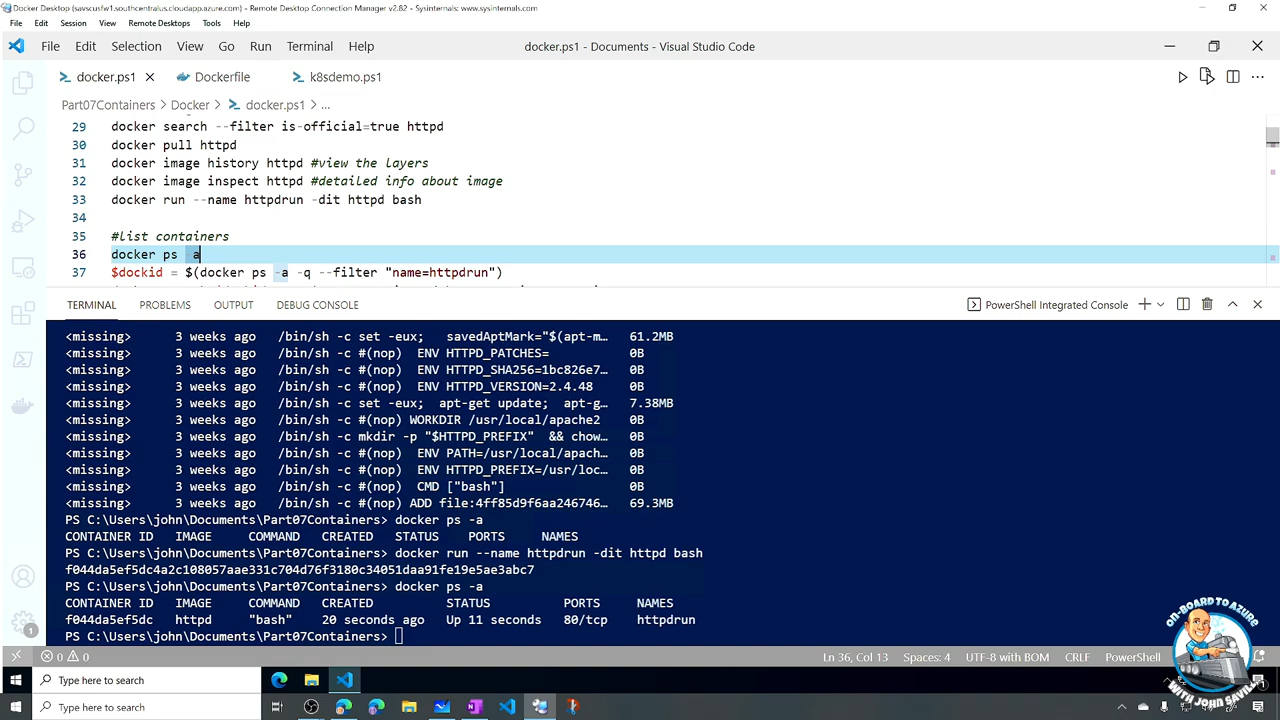 Docker Desktop (savscusfw1.southcentralus.cloudapp.azure.com) - Remote Desktop Connection Manager v2.82 - Sysinternals: www.sysinternals.com
File Edit Session View Remote Desktops Tools Help
File Edit Selection View Go Run Terminal Help docker.ps1 - Documents - Visual Studio Code
docker.ps1 Dockerfile k8sdemo.ps1
Part07Containers > Docker > docker.ps1 > ...
29 docker search --filter is-official=true httpd
30 docker pull httpd
31 docker image history httpd #view the layers
32 docker image inspect httpd #detailed info about image
33 docker run --name httpdrun -dit httpd bash
34
35 #list containers
36 docker ps -a
37 $dockid = $(docker ps -a -q --filter "name=httpdrun")
TERMINAL PROBLEMS OUTPUT DEBUG CONSOLE PowerShell Integrated Console
<missing> 3 weeks ago /bin/sh -c set -eux; savedAptMark="$(apt-m… 61.2MB
<missing> 3 weeks ago /bin/sh -c #(nop) ENV HTTPD_PATCHES= 0B
<missing> 3 weeks ago /bin/sh -c #(nop) ENV HTTPD_SHA256=1bc826e7… 0B
<missing> 3 weeks ago /bin/sh -c #(nop) ENV HTTPD_VERSION=2.4.48 0B
<missing> 3 weeks ago /bin/sh -c set -eux; apt-get update; apt-g… 7.38MB
<missing> 3 weeks ago /bin/sh -c #(nop) WORKDIR /usr/local/apache2 0B
<missing> 3 weeks ago /bin/sh -c mkdir -p "$HTTPD_PREFIX" && chow… 0B
<missing> 3 weeks ago /bin/sh -c #(nop) ENV PATH=/usr/local/apach… 0B
<missing> 3 weeks ago /bin/sh -c #(nop) ENV HTTPD_PREFIX=/usr/loc… 0B
<missing> 3 weeks ago /bin/sh -c #(nop) CMD ["bash"] 0B
<missing> 3 weeks ago /bin/sh -c #(nop) ADD file:4ff85d9f6aa246746… 69.3MB
PS C:\Users\john\Documents\Part07Containers> docker ps -a
CONTAINER ID IMAGE COMMAND CREATED STATUS PORTS NAMES
PS C:\Users\john\Documents\Part07Containers> docker run --name httpdrun -dit httpd bash
f044da5ef5dc4a2c108057aae331c704d76f3180c34051daa91fe19e5ae3abc7
PS C:\Users\john\Documents\Part07Containers> docker ps -a
CONTAINER ID IMAGE COMMAND CREATED STATUS PORTS NAMES
f044da5ef5dc httpd "bash" 20 seconds ago Up 11 seconds 80/tcp httpdrun
PS C:\Users\john\Documents\Part07Containers>
1
0 0 Ln 36, Col 13 Spaces: 4 UTF-8 with BOM CRLF PowerShell
ON-BOARD TO AZURE
WITH JOHN SAVILL
Type here to search
Type here to search